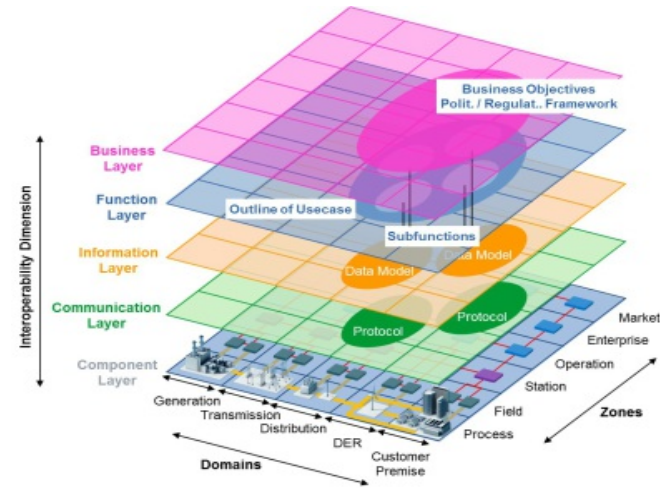 Business Objectives
Polit. / Regulat.. Framework
Business
Layer
Function
Layer
Outline of Usecase
Subfunctions
Information
Layer
Data Model
Data Model
Communication
Layer
Protocol
Protocol
Component
Layer
Interoperability Dimension
Generation
Transmission
Distribution
DER
Customer
Premise
Domains
Market
Enterprise
Operation
Station
Field
Process
Zones